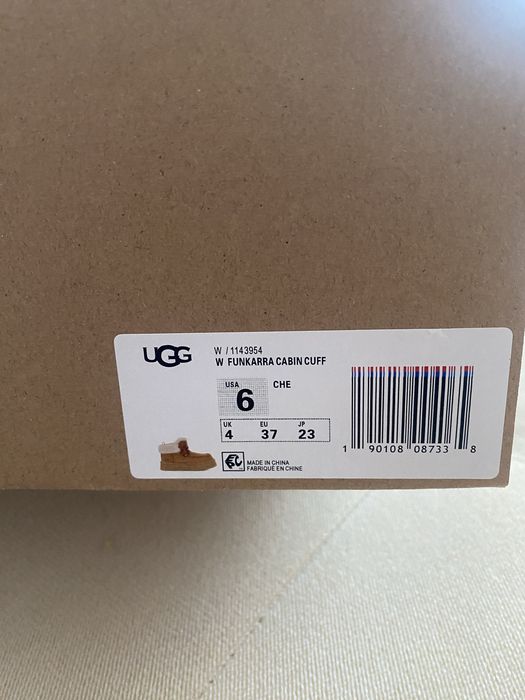 UGG
W / 1143954
W FUNKARRA CABIN CUFF
USA
6
CHE
UK EU JP
4 37 23
MADE IN CHINA
FABRIQUÉ EN CHINE
1 90108 08733 8